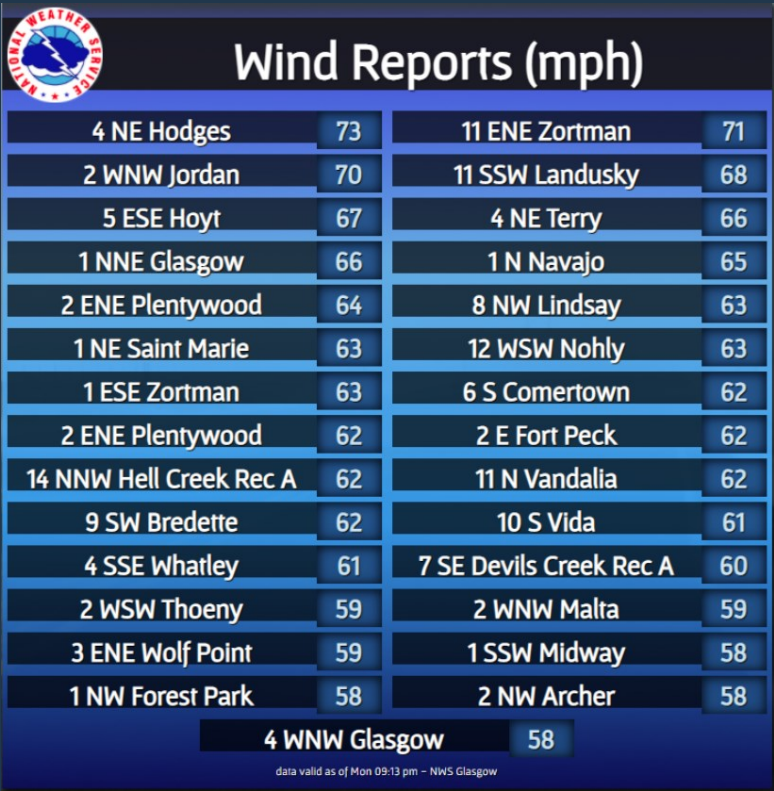 NATIONAL WEATHER SERVICE
Wind Reports (mph)
4 NE Hodges 73 11 ENE Zortman 71
2 WNW Jordan 70 11 SSW Landusky 68
5 ESE Hoyt 67 4 NE Terry 66
1 NNE Glasgow 66 1 N Navajo 65
2 ENE Plentywood 64 8 NW Lindsay 63
1 NE Saint Marie 63 12 WSW Nohly 63
1 ESE Zortman 63 6 S Comertown 62
2 ENE Plentywood 62 2 E Fort Peck 62
14 NNW Hell Creek Rec A 62 11 N Vandalia 62
9 SW Bredette 62 10 S Vida 61
4 SSE Whatley 61 7 SE Devils Creek Rec A 60
2 WSW Thoeny 59 2 WNW Malta 59
3 ENE Wolf Point 59 1 SSW Midway 58
1 NW Forest Park 58 2 NW Archer 58
4 WNW Glasgow 58
data valid as of Mon 09:13 pm - NWS Glasgow